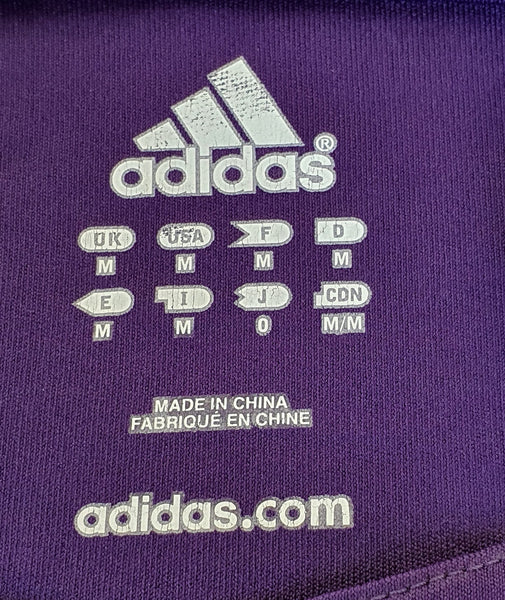 adidas®
UK USA F D
M M M M
E I J CDN
M M O M/M
MADE IN CHINA
FABRIQUÉ EN CHINE
adidas.com